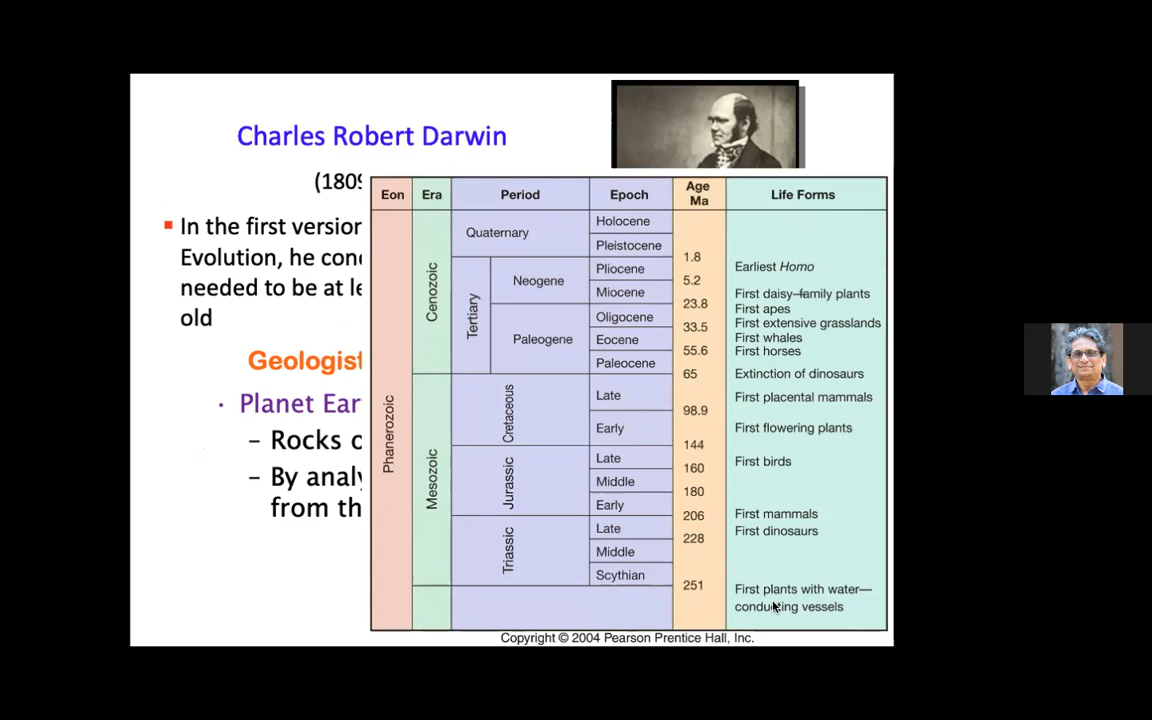 Charles Robert Darwin
(1809
In the first version
Evolution, he con
needed to be at le
old
Geologist
Planet Ear
– Rocks o
– By analy
from th
Eon Era Period Epoch Age Ma Life Forms
Phanerozoic
Cenozoic
Quaternary
Holocene
Pleistocene
1.8
Earliest Homo
Tertiary
Neogene
Pliocene
5.2
Miocene
First daisy–family plants
23.8
First apes
Paleogene
Oligocene
First extensive grasslands
33.5
Eocene
First whales
55.6
First horses
Paleocene
65
Extinction of dinosaurs
Mesozoic
Cretaceous
Late
First placental mammals
98.9
Early
First flowering plants
144
Jurassic
Late
First birds
160
Middle
180
Early
206
First mammals
Triassic
Late
First dinosaurs
228
Middle
Scythian
251
First plants with water—
conducting vessels
Copyright © 2004 Pearson Prentice Hall, Inc.